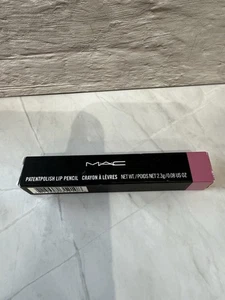 MAC
PATENTPOLISH LIP PENCIL CRAYON À LÈVRES NET WT / POIDS NET 2.3g/0.08 US OZ